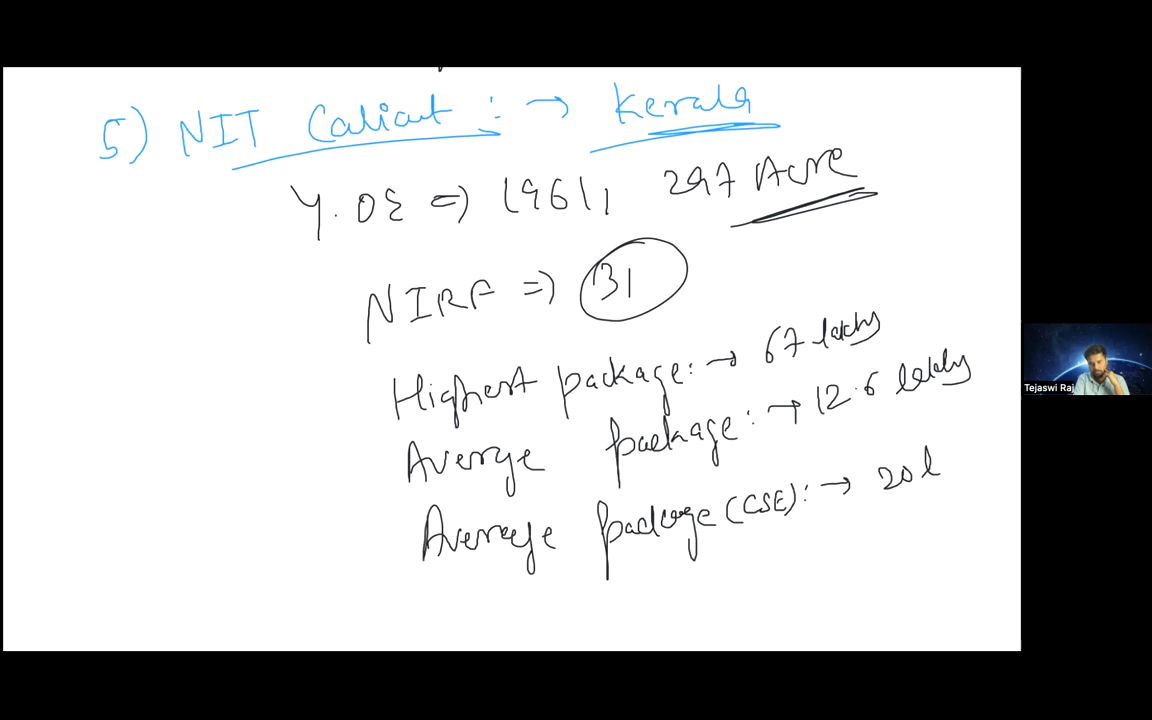 5) NIT Calicut : → Kerala
Y.OE => 1961, 297 Acre
NIRF => 31
Highest package: → 67 lakhs
Average package: → 12.6 lakhs
Average package (CSE): → 20 l
Tejaswi Raj